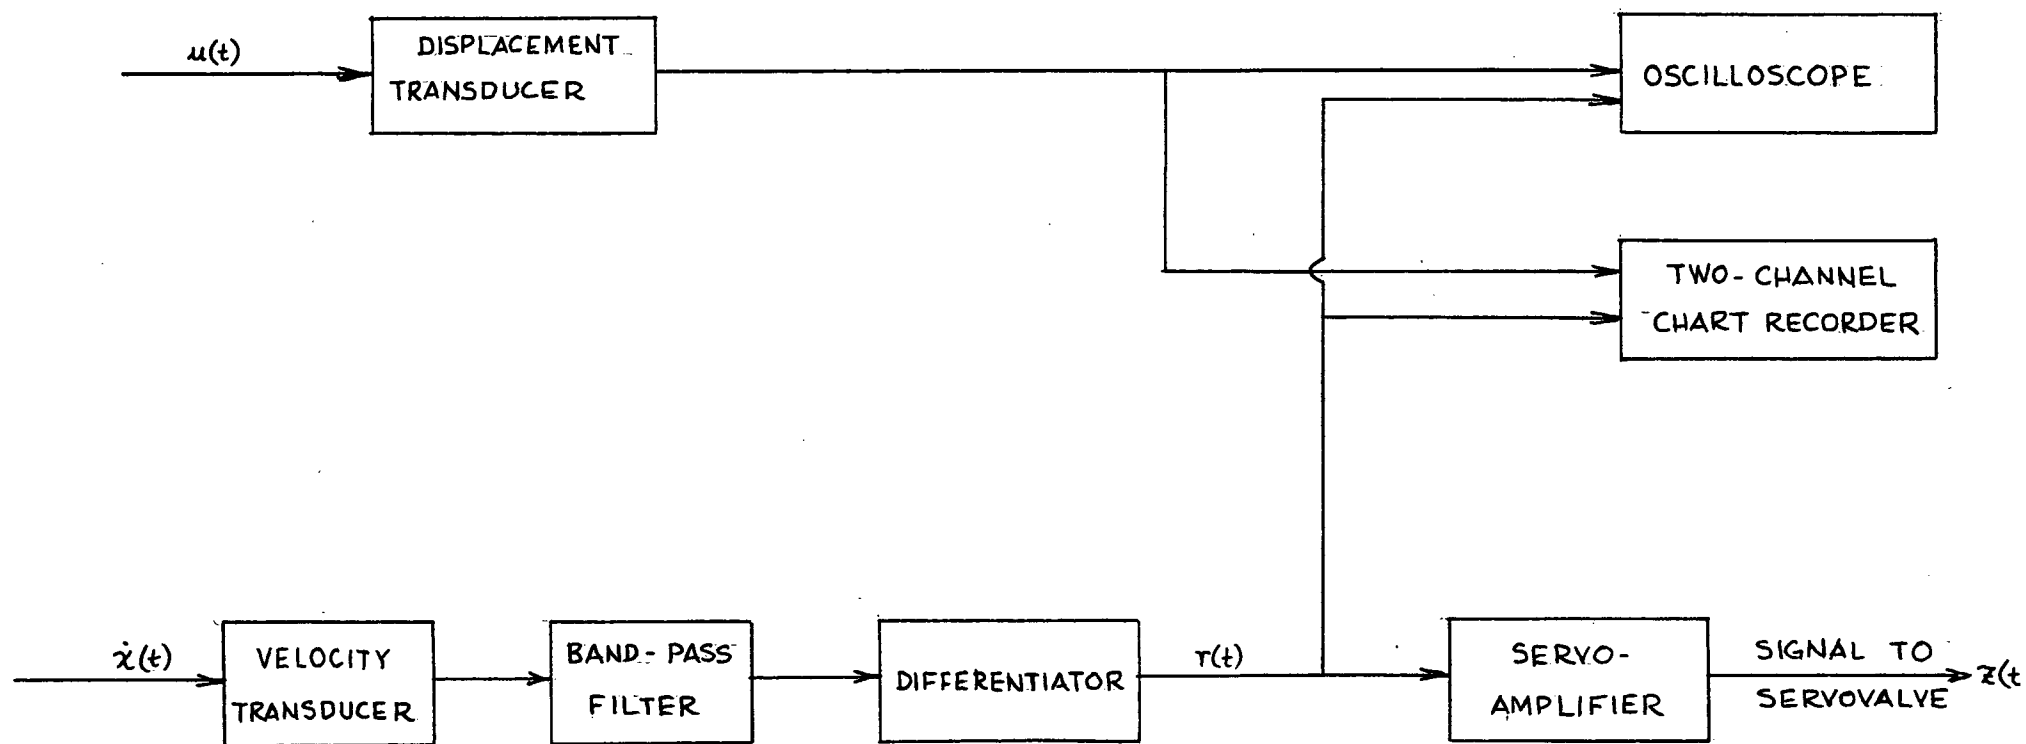 u(t)
DISPLACEMENT
TRANSDUCER
OSCILLOSCOPE
TWO-CHANNEL
CHART RECORDER
ẋ(t)
VELOCITY
TRANSDUCER
BAND-PASS
FILTER
DIFFERENTIATOR
r(t)
SERVO-
AMPLIFIER
SIGNAL TO
SERVOVALVE
z(t